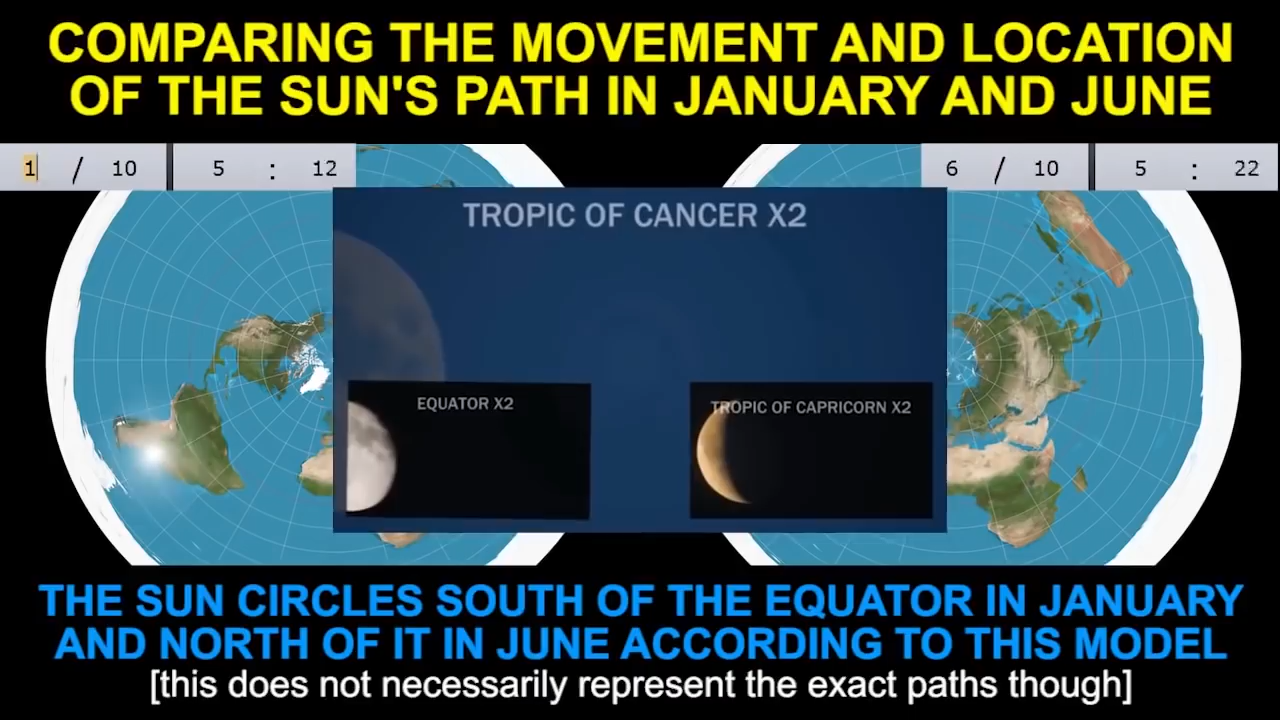 COMPARING THE MOVEMENT AND LOCATION
OF THE SUN'S PATH IN JANUARY AND JUNE
1 / 10 5 : 12
6 / 10 5 : 22
TROPIC OF CANCER X2
EQUATOR X2
TROPIC OF CAPRICORN X2
THE SUN CIRCLES SOUTH OF THE EQUATOR IN JANUARY
AND NORTH OF IT IN JUNE ACCORDING TO THIS MODEL
[this does not necessarily represent the exact paths though]